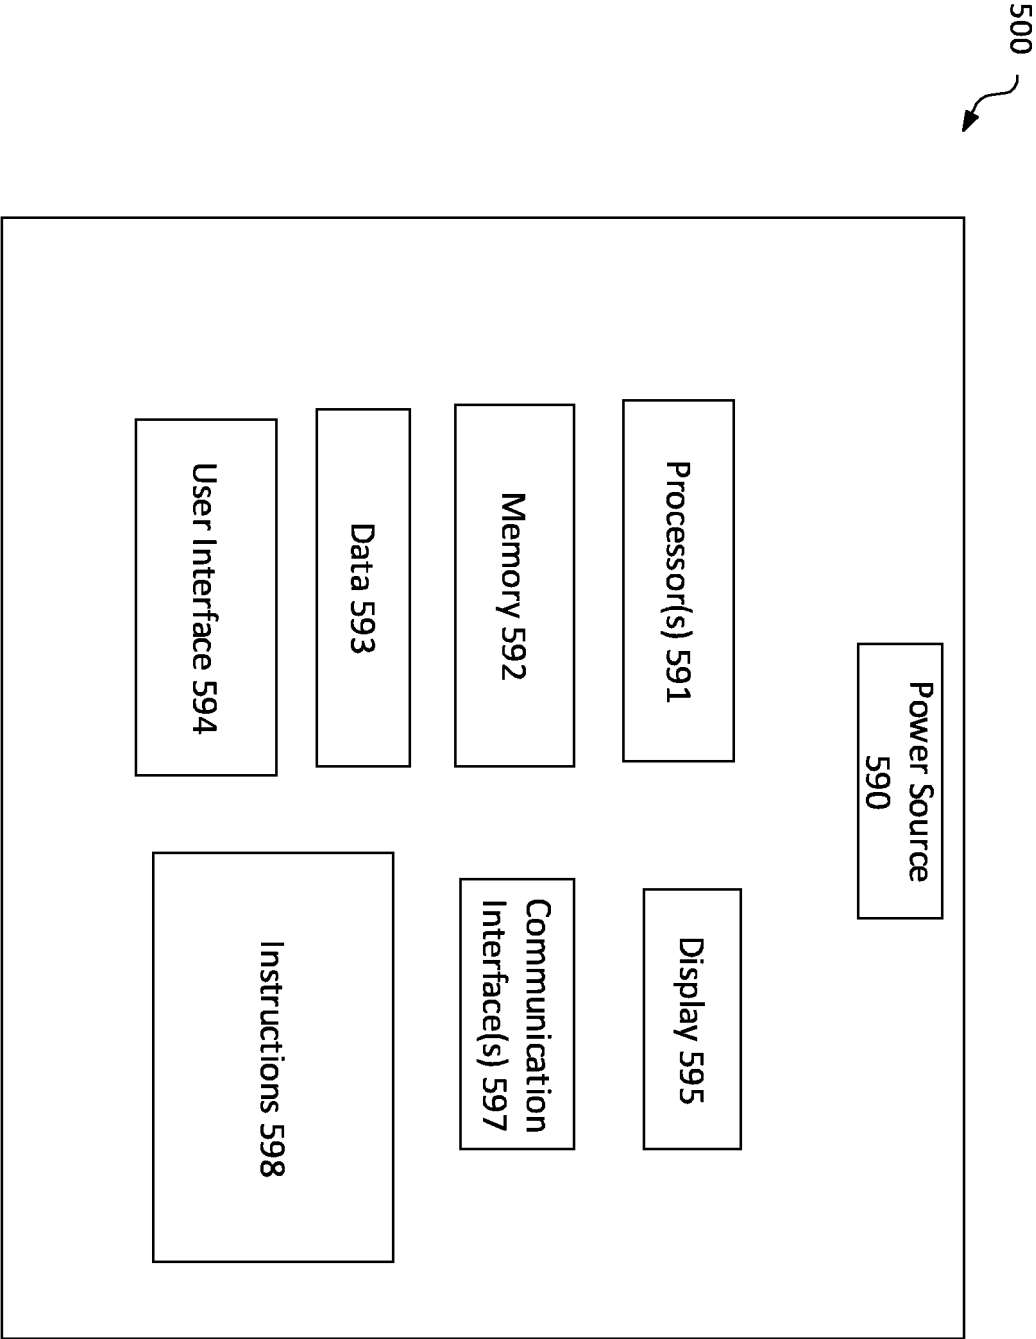 500
Power Source
590
Processor(s) 591
Memory 592
Data 593
User Interface 594
Display 595
Communication
Interface(s) 597
Instructions 598